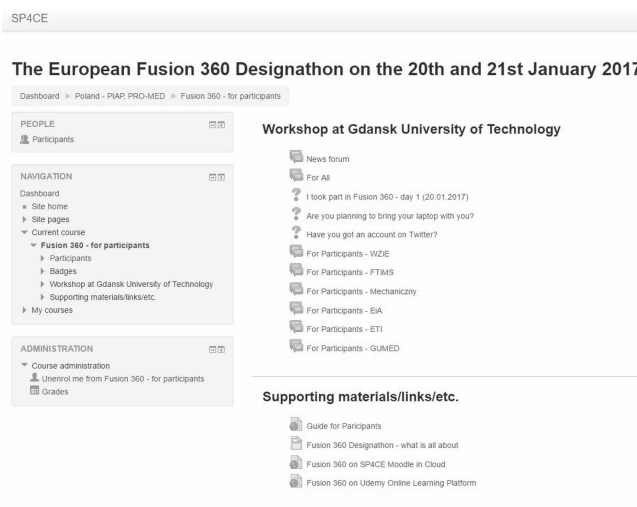 SP4CE
The European Fusion 360 Designathon on the 20th and 21st January 2017
Dashboard Poland - PIAP, PRO-MED Fusion 360 - for participants
PEOPLE
Participants
NAVIGATION
Dashboard
Site home
Site pages
Current course
Fusion 360 - for participants
Participants
Badges
Workshop at Gdansk University of Technology
Supporting materials/links/etc.
My courses
ADMINISTRATION
Course administration
Unenrol me from Fusion 360 - for participants
Grades
Workshop at Gdansk University of Technology
News forum
For All
I took part in Fusion 360 - day 1 (20.01.2017)
Are you planning to bring your laptop with you?
Have you got an account on Twitter?
For Participants - WZiE
For Participants - FTiMS
For Participants - Mechaniczny
For Participants - EiA
For Participants - ETI
For Participants - GUMED
Supporting materials/links/etc.
Guide for Paricipants
Fusion 360 Designathon - what is all about
Fusion 360 on SP4CE Moodle in Cloud
Fusion 360 on Udemy Online Learning Platform